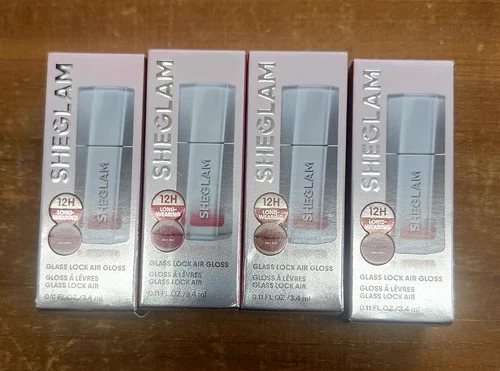 SHEGLAM
SHEGLAM
12H
LONG-
WEARING
GLASS LOCK AIR GLOSS
GLOSS À LÈVRES
GLASS LOCK AIR
0.11 FL.OZ./3.4 ml
SHEGLAM
SHEGLAM
12H
LONG-
WEARING
GLASS LOCK AIR GLOSS
GLOSS À LÈVRES
GLASS LOCK AIR
0.11 FL.OZ./3.4 ml
SHEGLAM
SHEGLAM
12H
LONG-
WEARING
GLASS LOCK AIR GLOSS
GLOSS À LÈVRES
GLASS LOCK AIR
0.11 FL.OZ./3.4 ml
SHEGLAM
SHEGLAM
12H
LONG-
WEARING
GLASS LOCK AIR GLOSS
GLOSS À LÈVRES
GLASS LOCK AIR
0.11 FL.OZ./3.4 ml